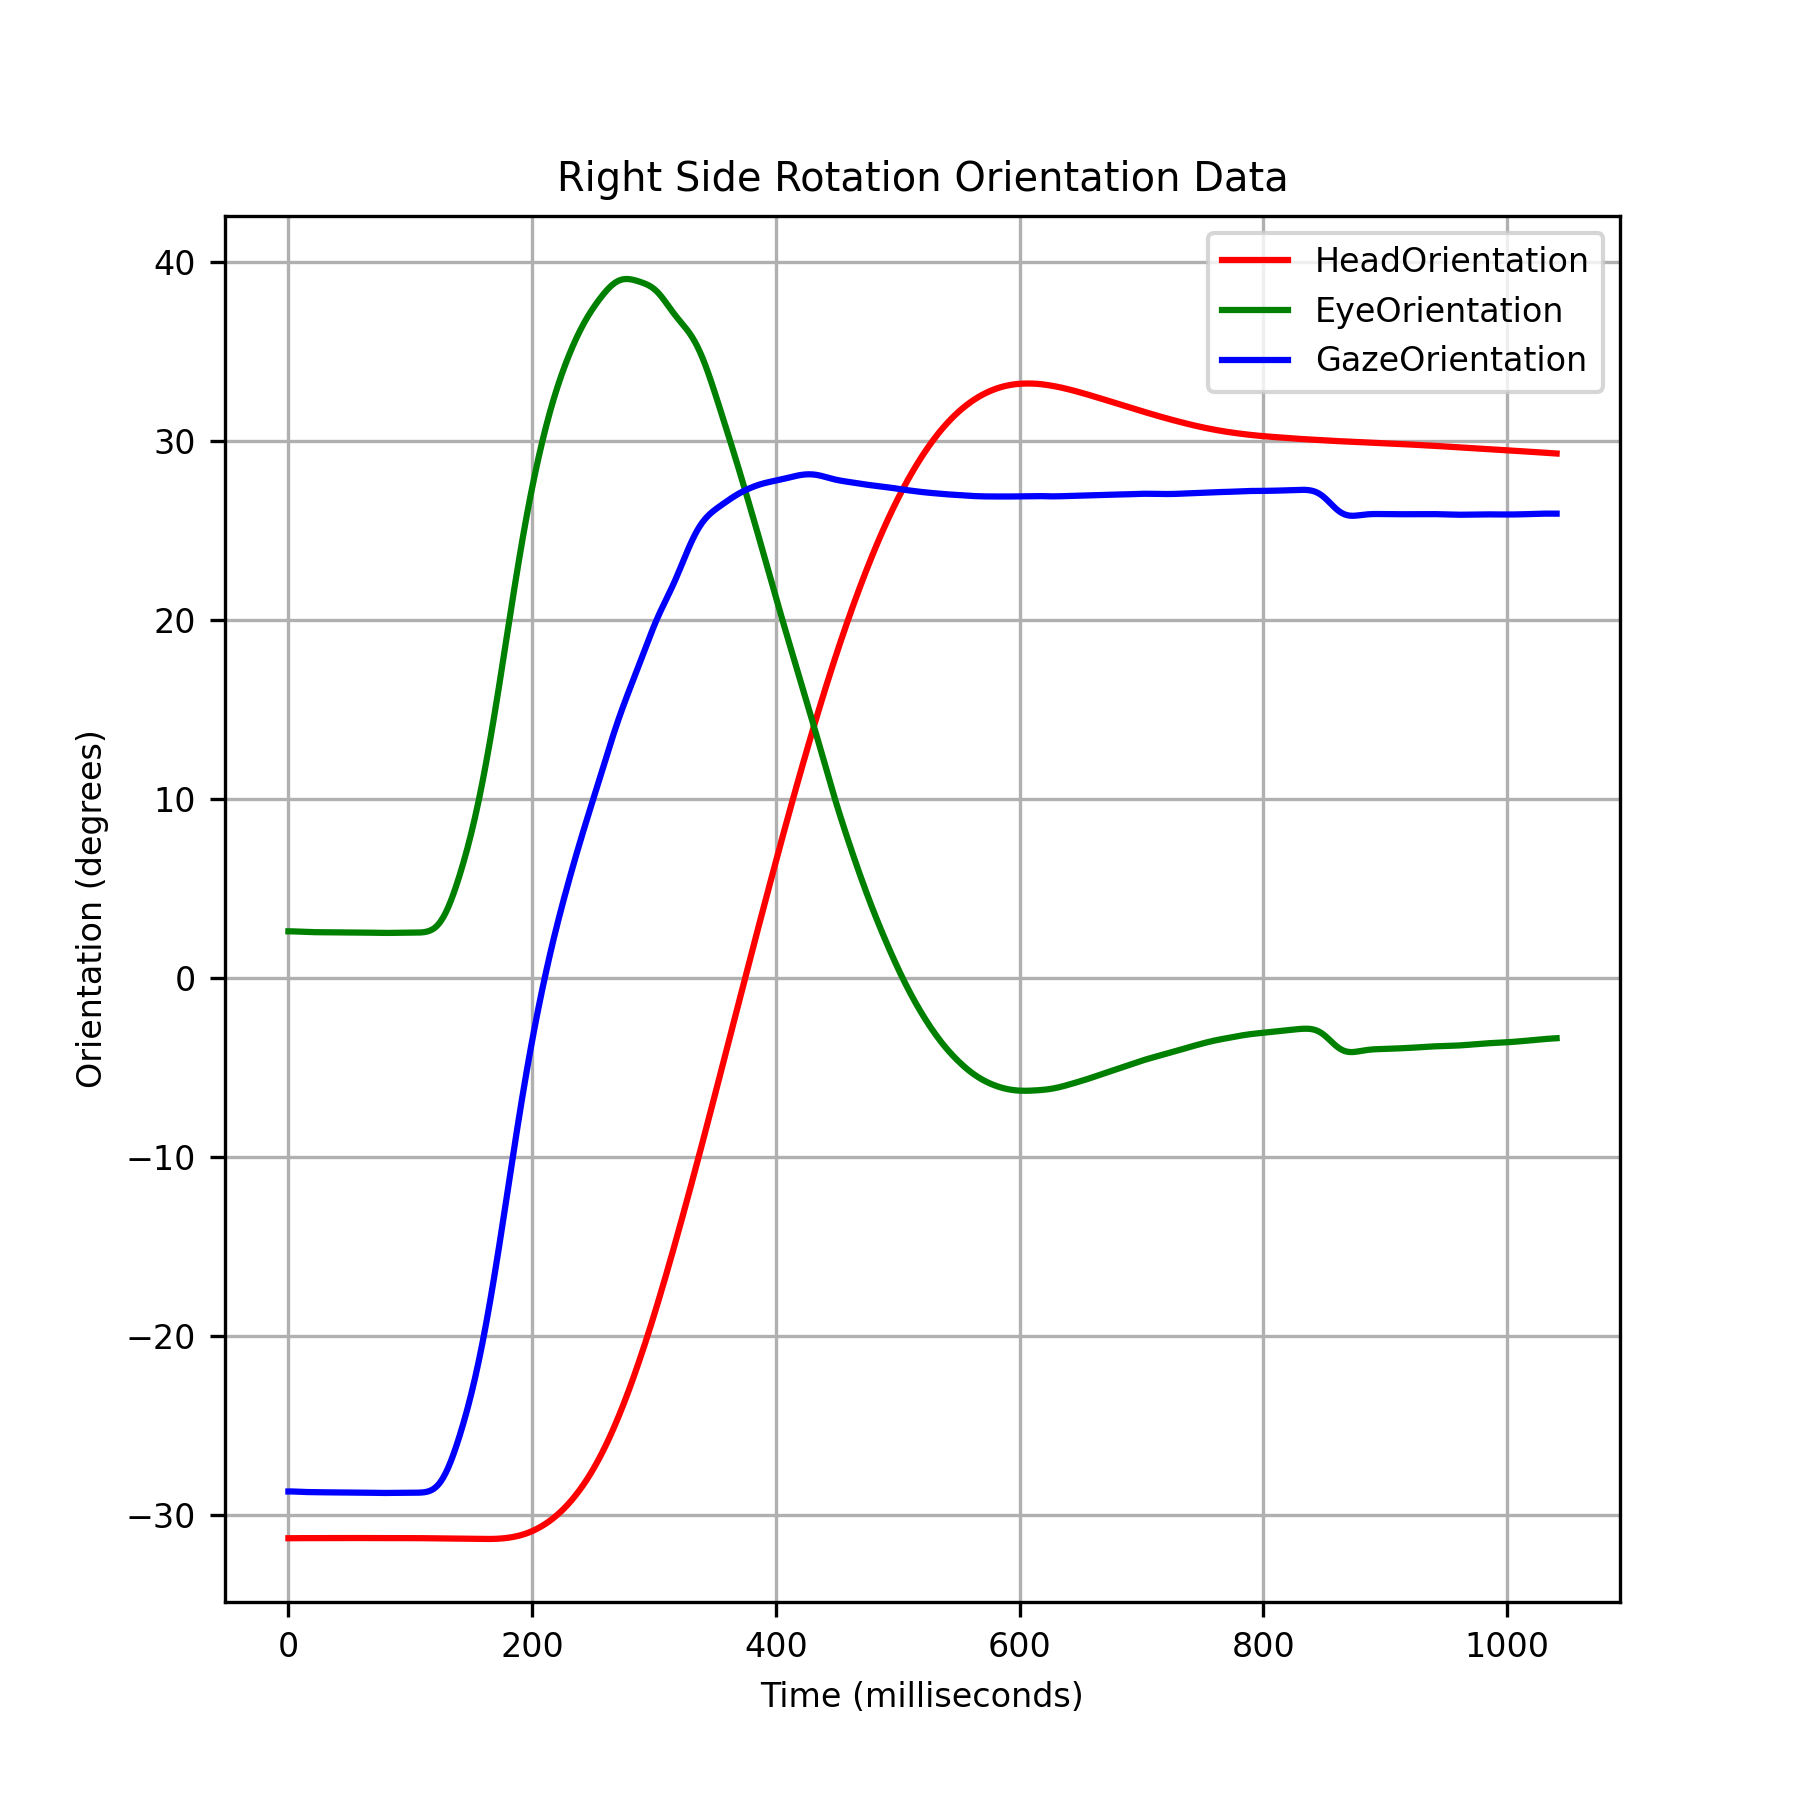 Right Side Rotation Orientation Data
HeadOrientation
EyeOrientation
GazeOrientation
40
30
20
10
0
−10
−20
−30
Orientation (degrees)
0 200 400 600 800 1000
Time (milliseconds)